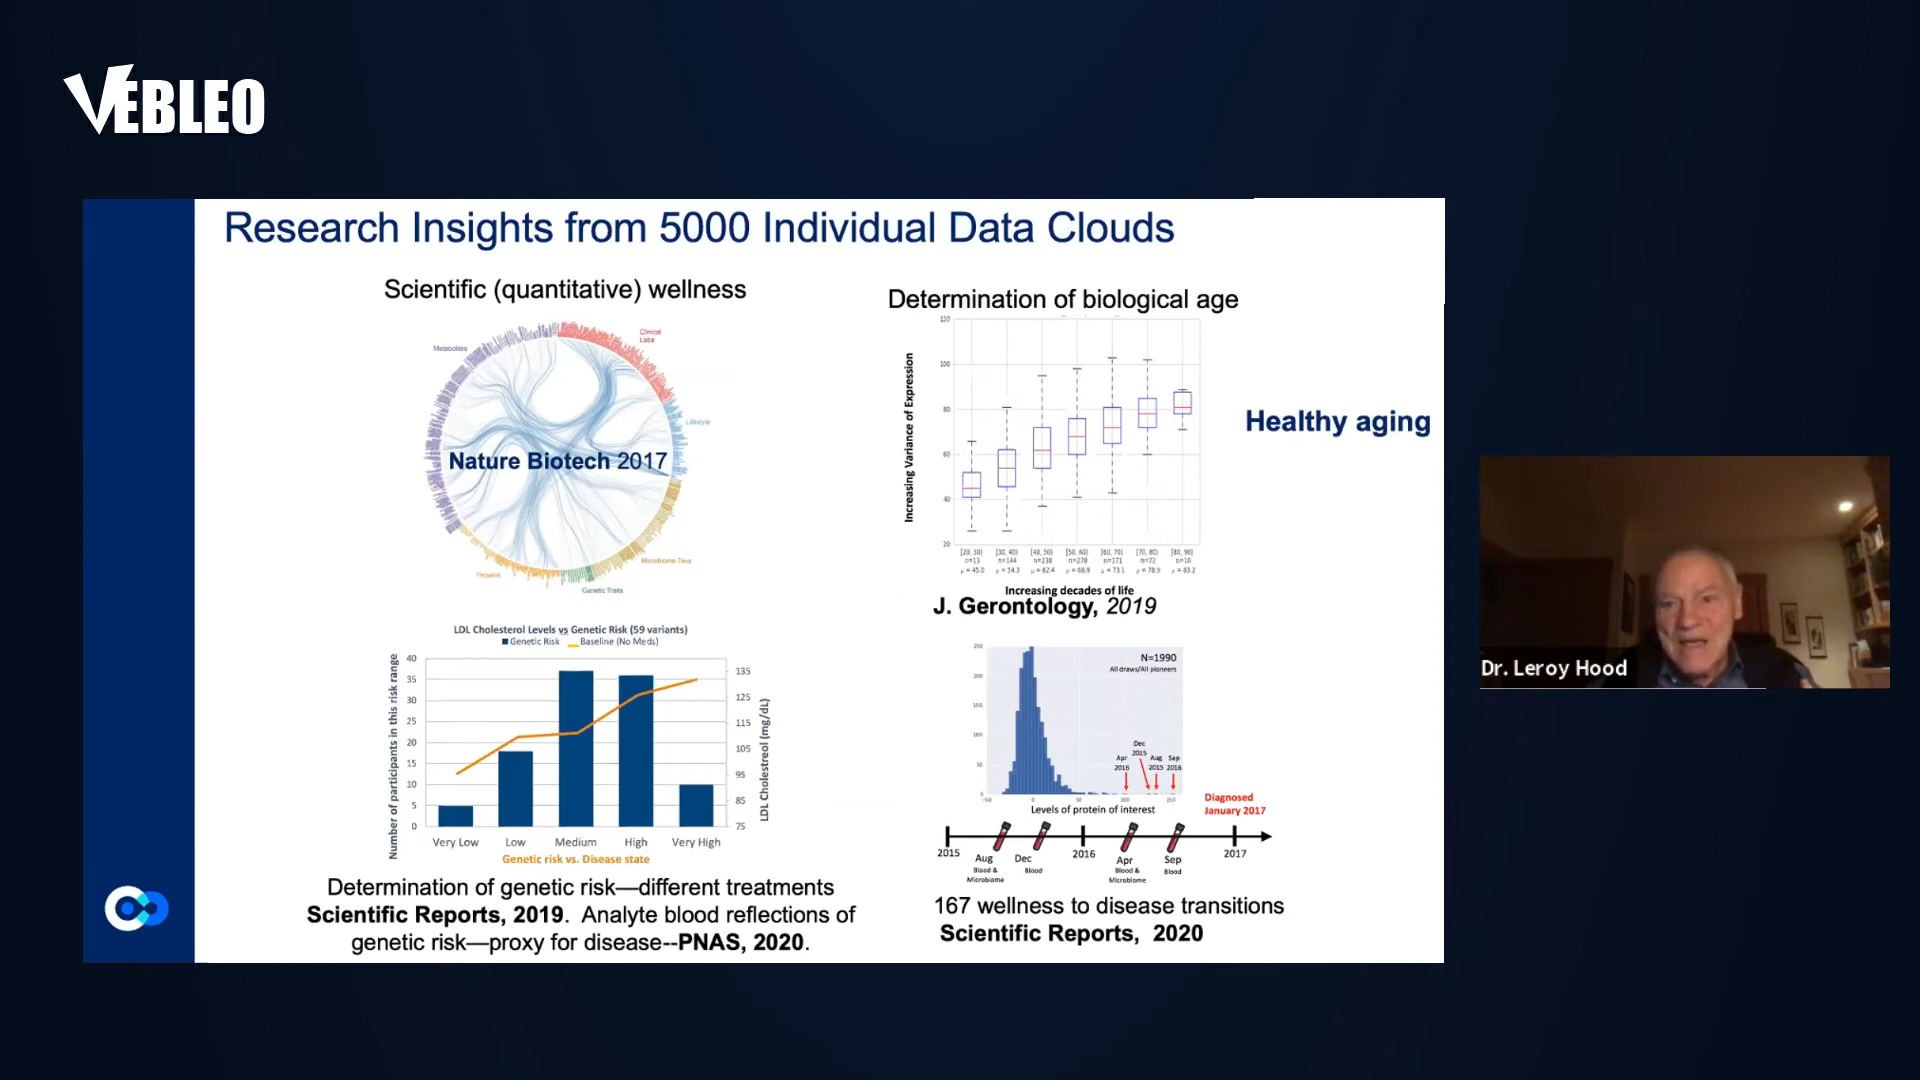 VEBLEO
Research Insights from 5000 Individual Data Clouds
Scientific (quantitative) wellness
Metabolites
Clinical
Labs
Lifestyle
Nature Biotech 2017
Microbiome Taxa
Proteins
Genetic Traits
Determination of biological age
Increasing Variance of Expression
120
100
80
60
40
20
[20, 30) [30, 40) [40, 50) [50, 60) [60, 70) [70, 80) [80, 90)
n=13 n=144 n=238 n=278 n=171 n=72 n=10
μ = 45.0 μ = 54.3 μ = 62.4 μ = 68.9 μ = 73.1 μ = 78.9 μ = 83.2
Increasing decades of life
J. Gerontology, 2019
Healthy aging
LDL Cholesterol Levels vs Genetic Risk (59 variants)
Genetic Risk Baseline (No Meds)
Number of participants in this risk range
40
35
30
25
20
15
10
5
0
135
125
115
105
95
85
75
LDL Cholestreol (mg/dL)
Very Low Low Medium High Very High
Genetic risk vs. Disease state
Determination of genetic risk—different treatments
Scientific Reports, 2019. Analyte blood reflections of
genetic risk—proxy for disease--PNAS, 2020.
N=1990
All draws/All pioneers
250
200
150
100
50
0
-50 0 50 100 150
Apr
2016
Dec
2015
Aug
2015
Sep
2016
Levels of protein of interest
Diagnosed
January 2017
2015 2016 2017
Aug
Blood &
Microbiome
Dec
Blood
Apr
Blood &
Microbiome
Sep
Blood
167 wellness to disease transitions
Scientific Reports, 2020
Dr. Leroy Hood